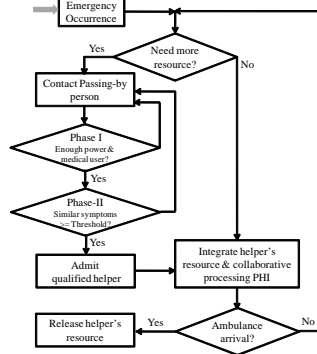 Emergency
Occurrence
Need more
resource?
Yes
No
Contact Passing-by
person
Phase I
Enough power &
medical user?
Yes
Phase-II
Similar symptoms
>= Threshold?
Yes
Admit
qualified helper
Integrate helper's
resource & collaborative
processing PHI
Release helper's
resource
Yes
Ambulance
arrival?
No